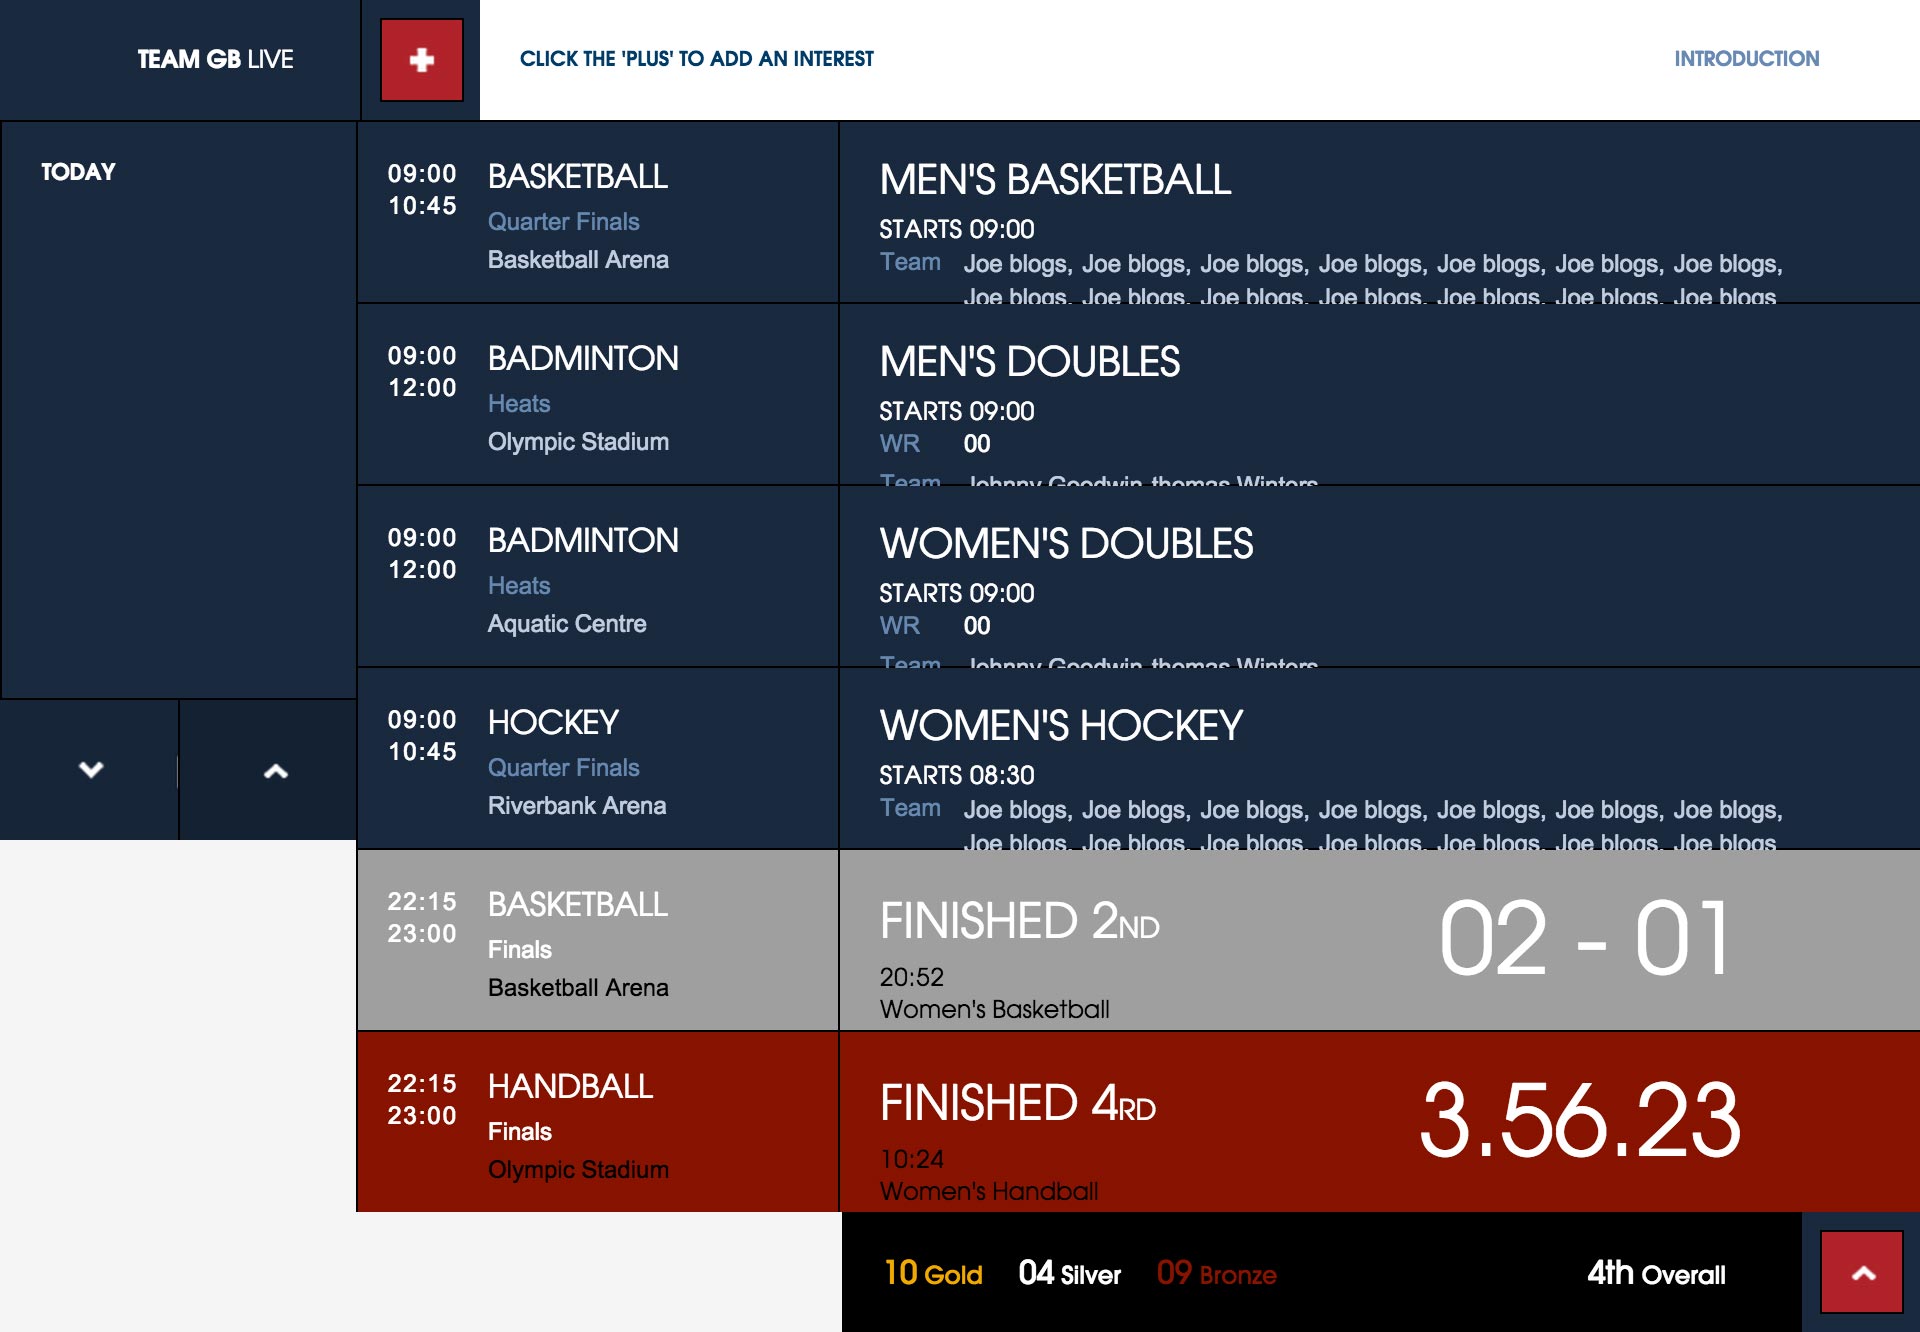 TEAM GB LIVE
CLICK THE 'PLUS' TO ADD AN INTEREST
INTRODUCTION
TODAY
09:00
10:45
BASKETBALL
Quarter Finals
Basketball Arena
MEN'S BASKETBALL
STARTS 09:00
Team Joe blogs, Joe blogs, Joe blogs, Joe blogs, Joe blogs, Joe blogs, Joe blogs,
Joe blogs, Joe blogs, Joe blogs, Joe blogs, Joe blogs, Joe blogs, Joe blogs
09:00
12:00
BADMINTON
Heats
Olympic Stadium
MEN'S DOUBLES
STARTS 09:00
WR 00
Team Johnny Goodwin, thomas Winters
09:00
12:00
BADMINTON
Heats
Aquatic Centre
WOMEN'S DOUBLES
STARTS 09:00
WR 00
Team Johnny Goodwin, thomas Winters
09:00
10:45
HOCKEY
Quarter Finals
Riverbank Arena
WOMEN'S HOCKEY
STARTS 08:30
Team Joe blogs, Joe blogs, Joe blogs, Joe blogs, Joe blogs, Joe blogs, Joe blogs,
Joe blogs, Joe blogs, Joe blogs, Joe blogs, Joe blogs, Joe blogs, Joe blogs
22:15
23:00
BASKETBALL
Finals
Basketball Arena
FINISHED 2ND
20:52
Women's Basketball
02 - 01
22:15
23:00
HANDBALL
Finals
Olympic Stadium
FINISHED 4RD
10:24
Women's Handball
3.56.23
10 Gold 04 Silver 09 Bronze 4th Overall